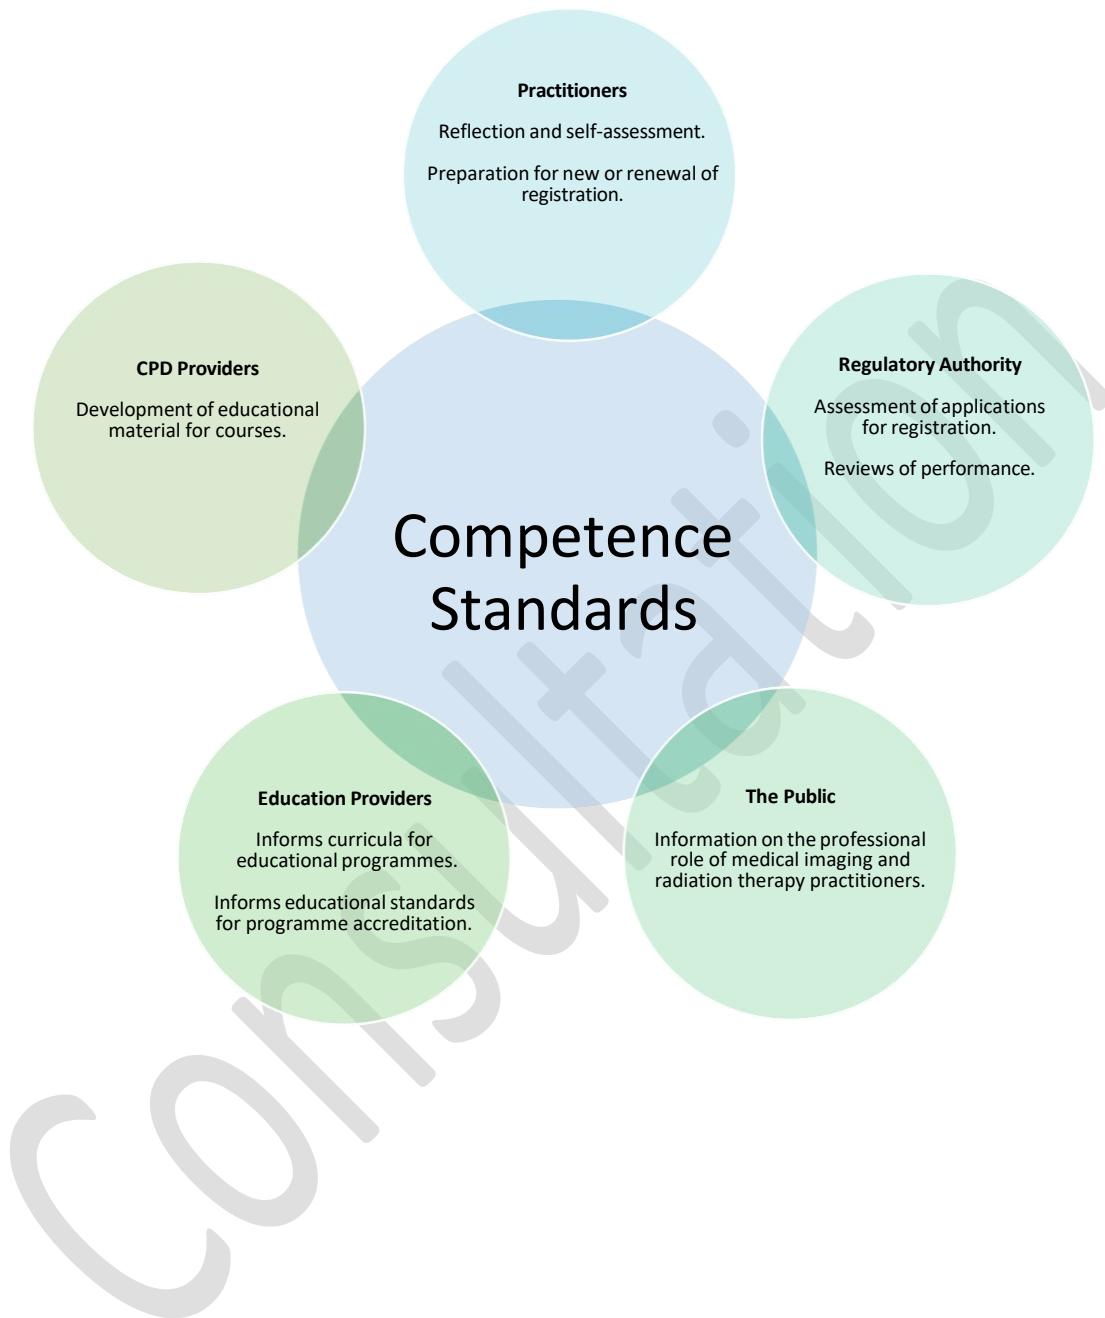 Practitioners
Reflection and self-assessment.
Preparation for new or renewal of
registration.
Regulatory Authority
Assessment of applications
for registration.
Reviews of performance.
CPD Providers
Development of educational
material for courses.
Competence
Standards
The Public
Information on the professional
role of medical imaging and
radiation therapy practitioners.
Education Providers
Informs curricula for
educational programmes.
Informs educational standards
for programme accreditation.
Consultation